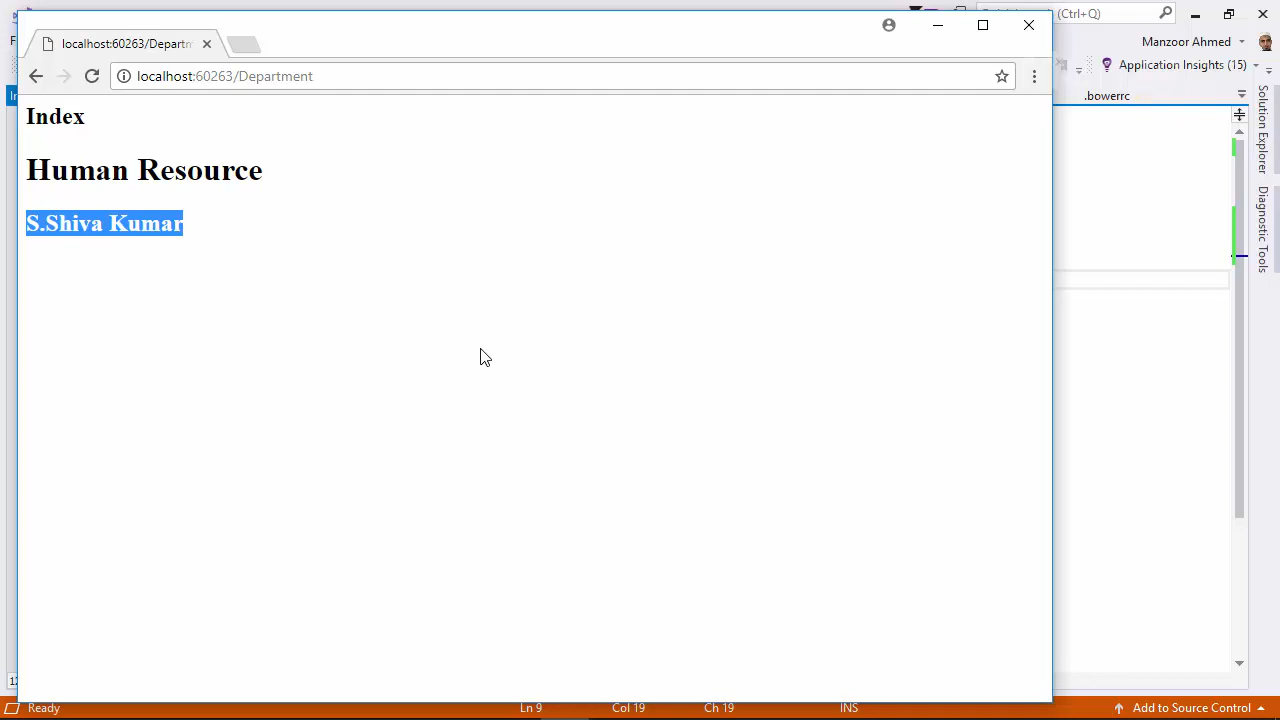 (Ctrl+Q)
localhost:60263/Departm
Manzoor Ahmed
Application Insights (15)
localhost:60263/Department
.bowerrc
Index
Human Resource
S.Shiva Kumar
Solution Explorer
Diagnostic Tools
Ready
Ln 9
Col 19
Ch 19
INS
Add to Source Control